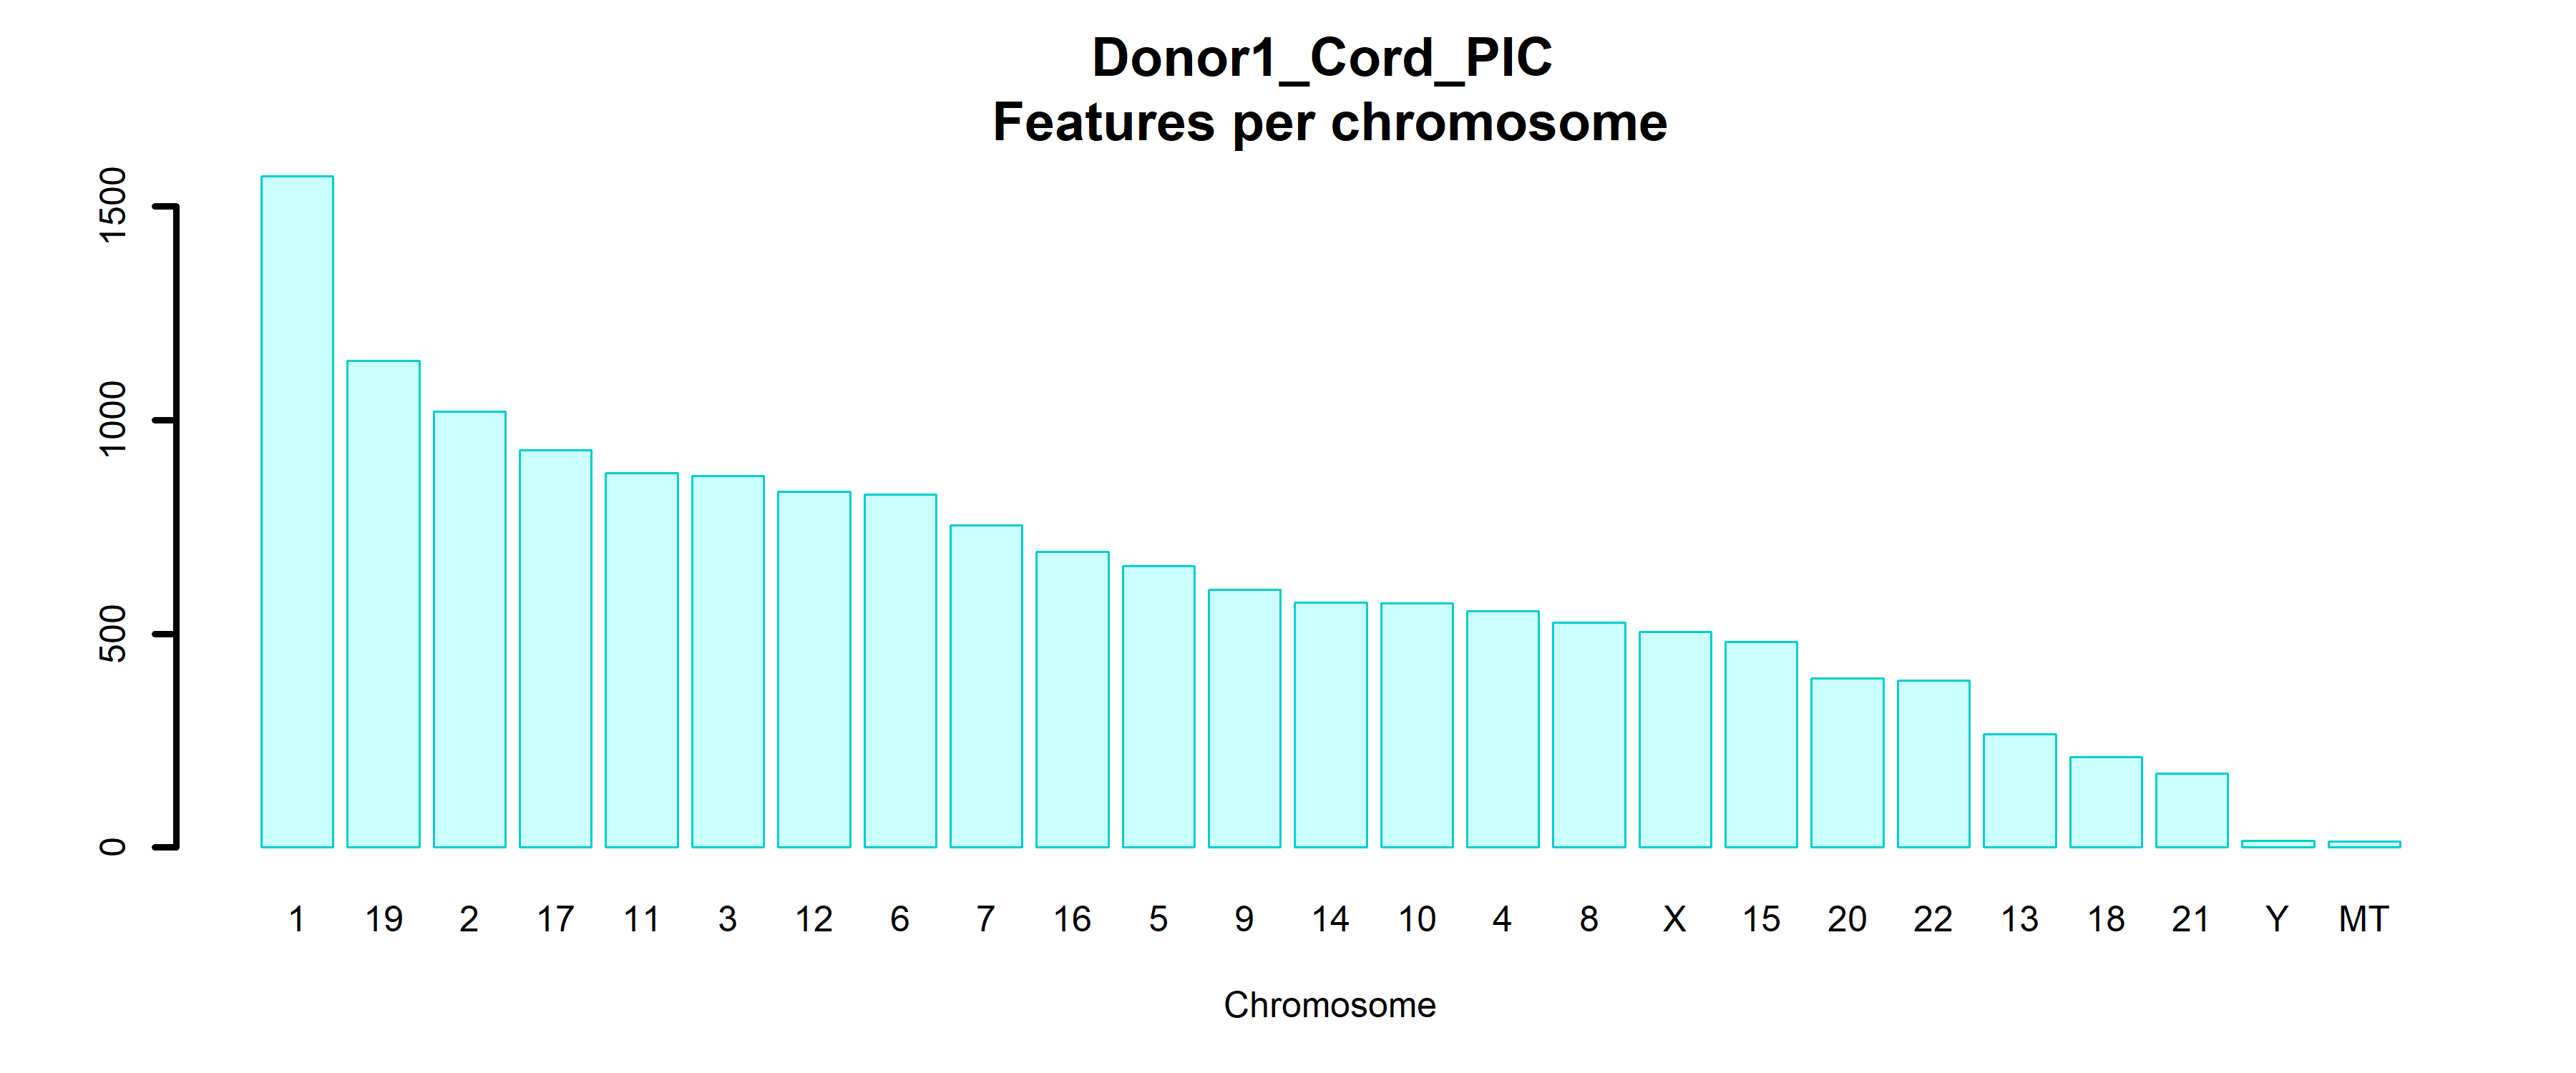 Donor1_Cord_PIC
Features per chromosome
1500
1000
500
0
1 19 2 17 11 3 12 6 7 16 5 9 14 10 4 8 X 15 20 22 13 18 21 Y MT
Chromosome